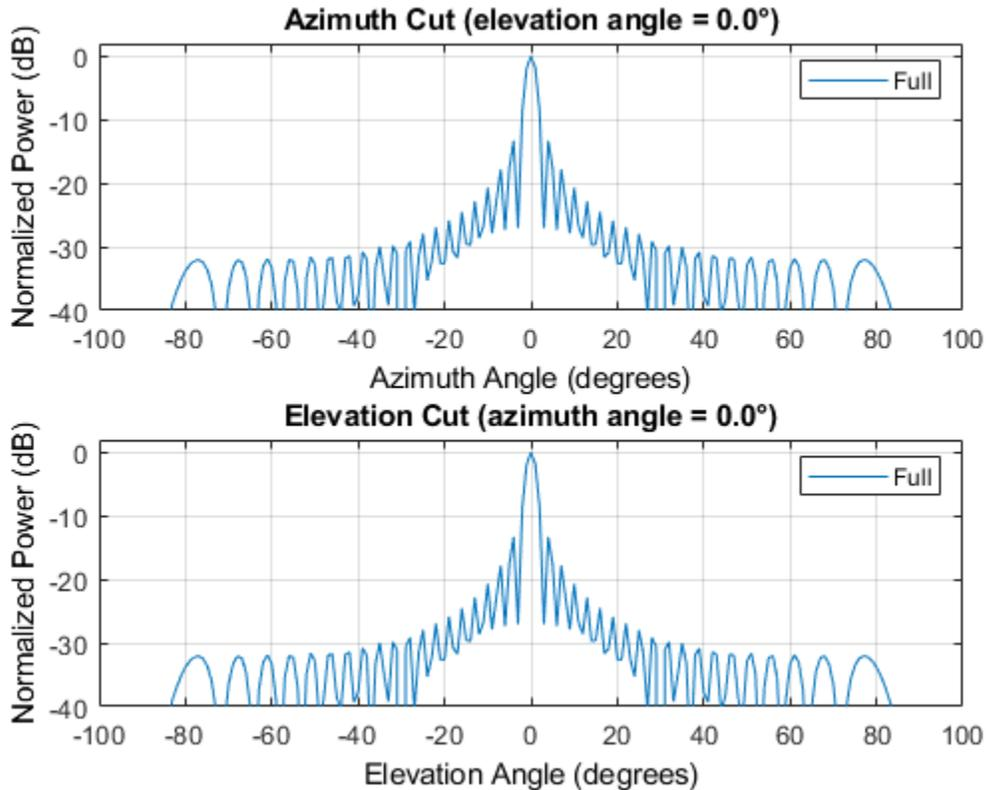 Azimuth Cut (elevation angle = 0.0°)
Normalized Power (dB)
0
-10
-20
-30
-40
Full
-100 -80 -60 -40 -20 0 20 40 60 80 100
Azimuth Angle (degrees)
Elevation Cut (azimuth angle = 0.0°)
Normalized Power (dB)
0
-10
-20
-30
-40
Full
-100 -80 -60 -40 -20 0 20 40 60 80 100
Elevation Angle (degrees)